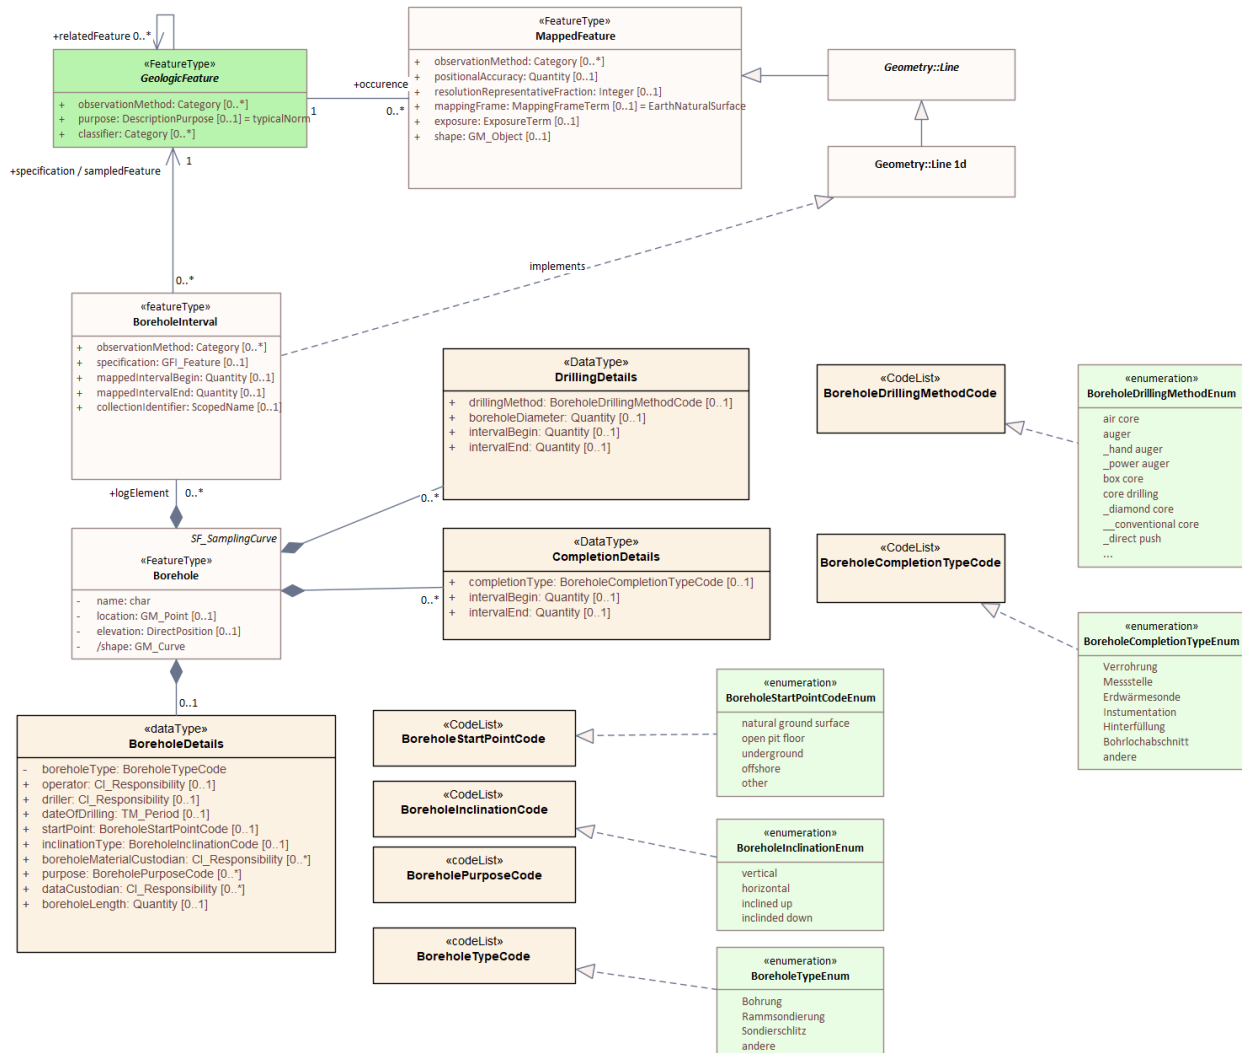 +relatedFeature 0..*
«FeatureType»
GeologicFeature
+ observationMethod: Category [0..*]
+ purpose: DescriptionPurpose [0..1] = typicalNorm
+ classifier: Category [0..*]
+occurence
1
0..*
«FeatureType»
MappedFeature
+ observationMethod: Category [0..*]
+ positionalAccuracy: Quantity [0..1]
+ resolutionRepresentativeFraction: Integer [0..1]
+ mappingFrame: MappingFrameTerm [0..1] = EarthNaturalSurface
+ exposure: ExposureTerm [0..1]
+ shape: GM_Object [0..1]
Geometry::Line
Geometry::Line 1d
+specification / sampledFeature
1
0..*
implements
«featureType»
BoreholeInterval
+ observationMethod: Category [0..*]
+ specification: GFI_Feature [0..1]
+ mappedIntervalBegin: Quantity [0..1]
+ mappedIntervalEnd: Quantity [0..1]
+ collectionIdentifier: ScopedName [0..1]
+logElement
0..*
SF_SamplingCurve
«FeatureType»
Borehole
- name: char
- location: GM_Point [0..1]
- elevation: DirectPosition [0..1]
- /shape: GM_Curve
0..1
«dataType»
BoreholeDetails
- boreholeType: BoreholeTypeCode
+ operator: CI_Responsibility [0..1]
+ driller: CI_Responsibility [0..1]
+ dateOfDrilling: TM_Period [0..1]
+ startPoint: BoreholeStartPointCode [0..1]
+ inclinationType: BoreholeInclinationCode [0..1]
+ boreholeMaterialCustodian: CI_Responsibility [0..*]
+ purpose: BoreholePurposeCode [0..*]
+ dataCustodian: CI_Responsibility [0..*]
+ boreholeLength: Quantity [0..1]
«DataType»
DrillingDetails
+ drillingMethod: BoreholeDrillingMethodCode [0..1]
+ boreholeDiameter: Quantity [0..1]
+ intervalBegin: Quantity [0..1]
+ intervalEnd: Quantity [0..1]
0..*
«DataType»
CompletionDetails
+ completionType: BoreholeCompletionTypeCode [0..1]
+ intervalBegin: Quantity [0..1]
+ intervalEnd: Quantity [0..1]
0..*
«CodeList»
BoreholeDrillingMethodCode
«enumeration»
BoreholeDrillingMethodEnum
air core
auger
_hand auger
_power auger
box core
core drilling
_diamond core
__conventional core
_direct push
...
«CodeList»
BoreholeCompletionTypeCode
«enumeration»
BoreholeCompletionTypeEnum
Verrohrung
Messstelle
Erdwärmesonde
Instumentation
Hinterfüllung
Bohrlochabschnitt
andere
«CodeList»
BoreholeStartPointCode
«enumeration»
BoreholeStartPointCodeEnum
natural ground surface
open pit floor
underground
offshore
other
«CodeList»
BoreholeInclinationCode
«enumeration»
BoreholeInclinationEnum
vertical
horizontal
inclined up
inclinded down
«codeList»
BoreholePurposeCode
«codeList»
BoreholeTypeCode
«enumeration»
BoreholeTypeEnum
Bohrung
Rammsondierung
Sondierschlitz
andere